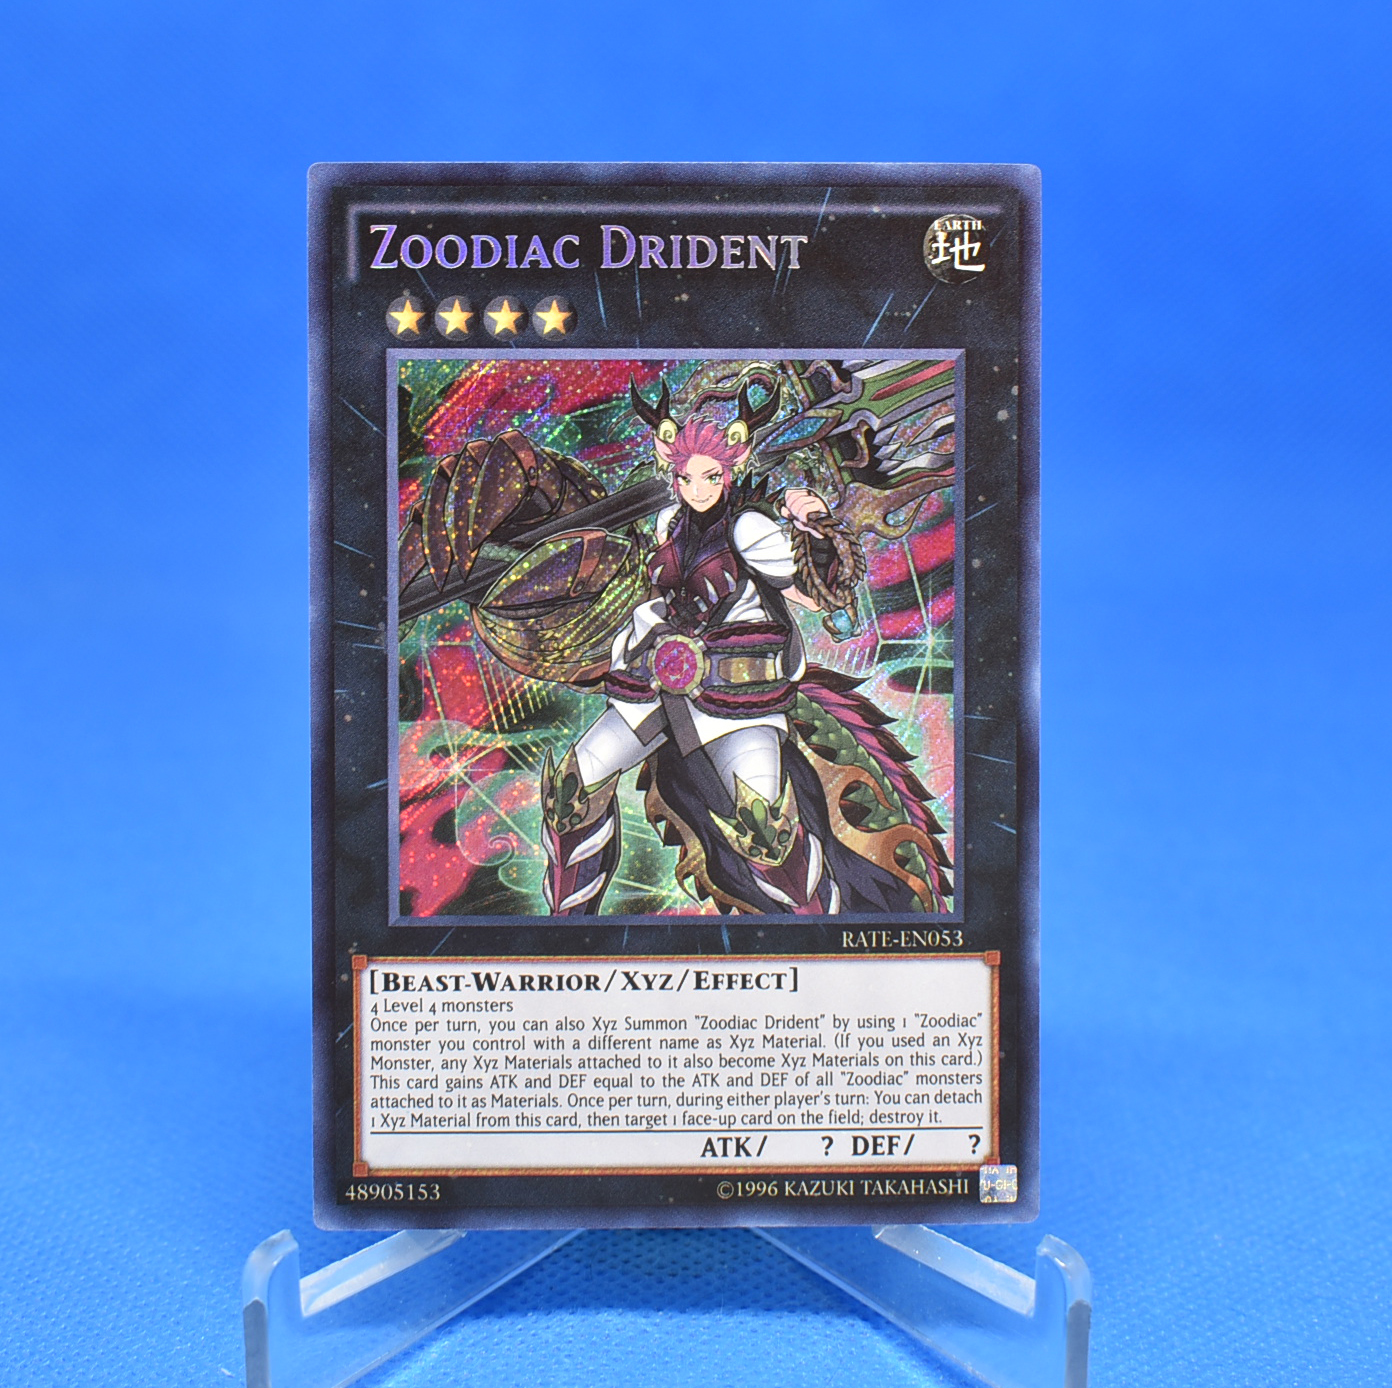 ZOODIAC DRIDENT
EARTH
地
RATE-EN053
[BEAST-WARRIOR/XYZ/EFFECT]
4 Level 4 monsters
Once per turn, you can also Xyz Summon "Zoodiac Drident" by using 1 "Zoodiac"
monster you control with a different name as Xyz Material. (If you used an Xyz
Monster, any Xyz Materials attached to it also become Xyz Materials on this card.)
This card gains ATK and DEF equal to the ATK and DEF of all "Zoodiac" monsters
attached to it as Materials. Once per turn, during either player's turn: You can detach
1 Xyz Material from this card, then target 1 face-up card on the field; destroy it.
ATK/ ? DEF/ ?
48905153
©1996 KAZUKI TAKAHASHI